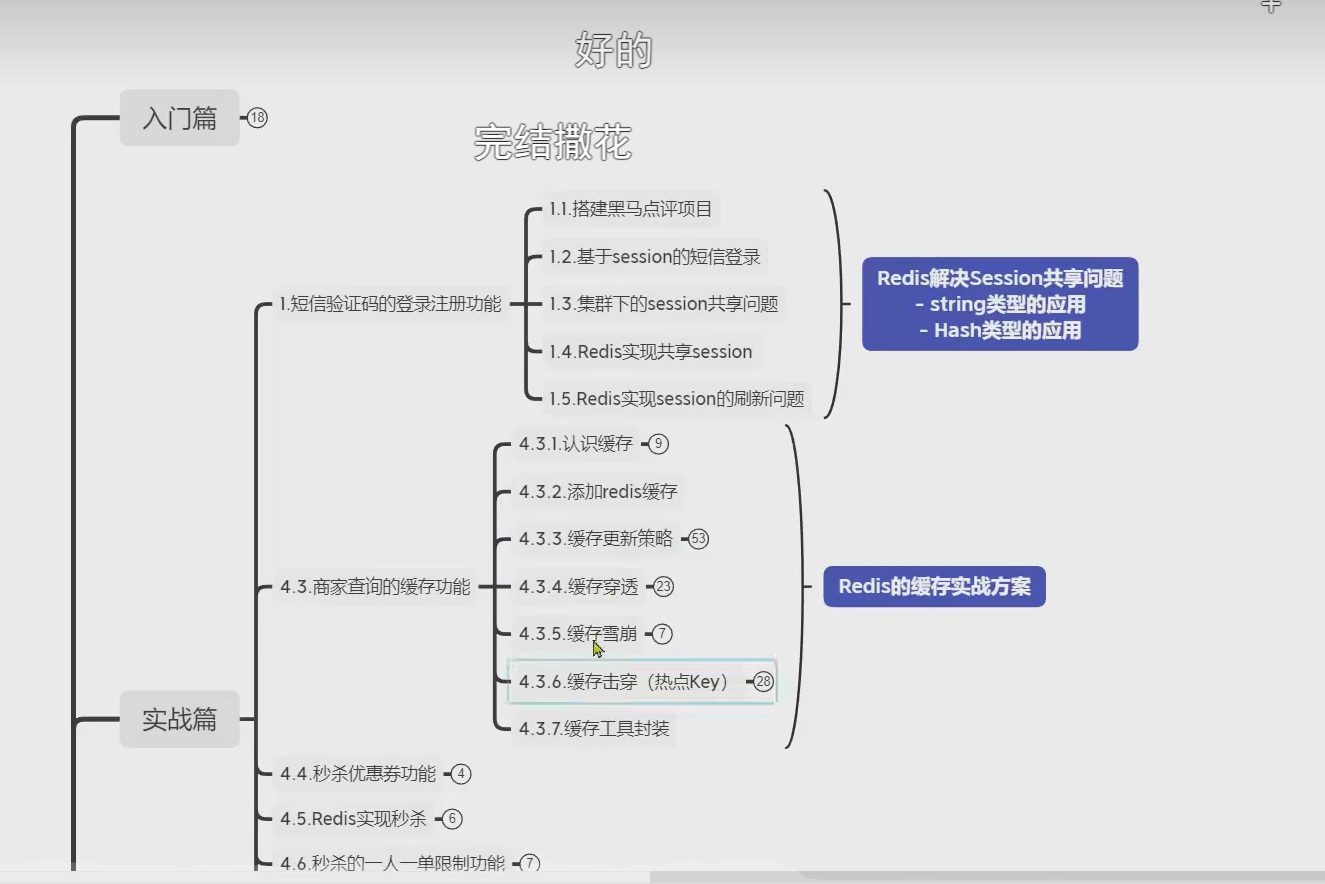 好的
入门篇 18
完结撒花
1.1.搭建黑马点评项目
1.2.基于session的短信登录
1.短信验证码的登录注册功能
1.3.集群下的session共享问题
1.4.Redis实现共享session
1.5.Redis实现session的刷新问题
Redis解决Session共享问题
- string类型的应用
- Hash类型的应用
4.3.商家查询的缓存功能
4.3.1.认识缓存 9
4.3.2.添加redis缓存
4.3.3.缓存更新策略 53
4.3.4.缓存穿透 23
4.3.5.缓存雪崩 7
4.3.6.缓存击穿（热点Key） 28
4.3.7.缓存工具封装
Redis的缓存实战方案
实战篇
4.4.秒杀优惠券功能 4
4.5.Redis实现秒杀 6
4.6.秒杀的一人一单限制功能 7